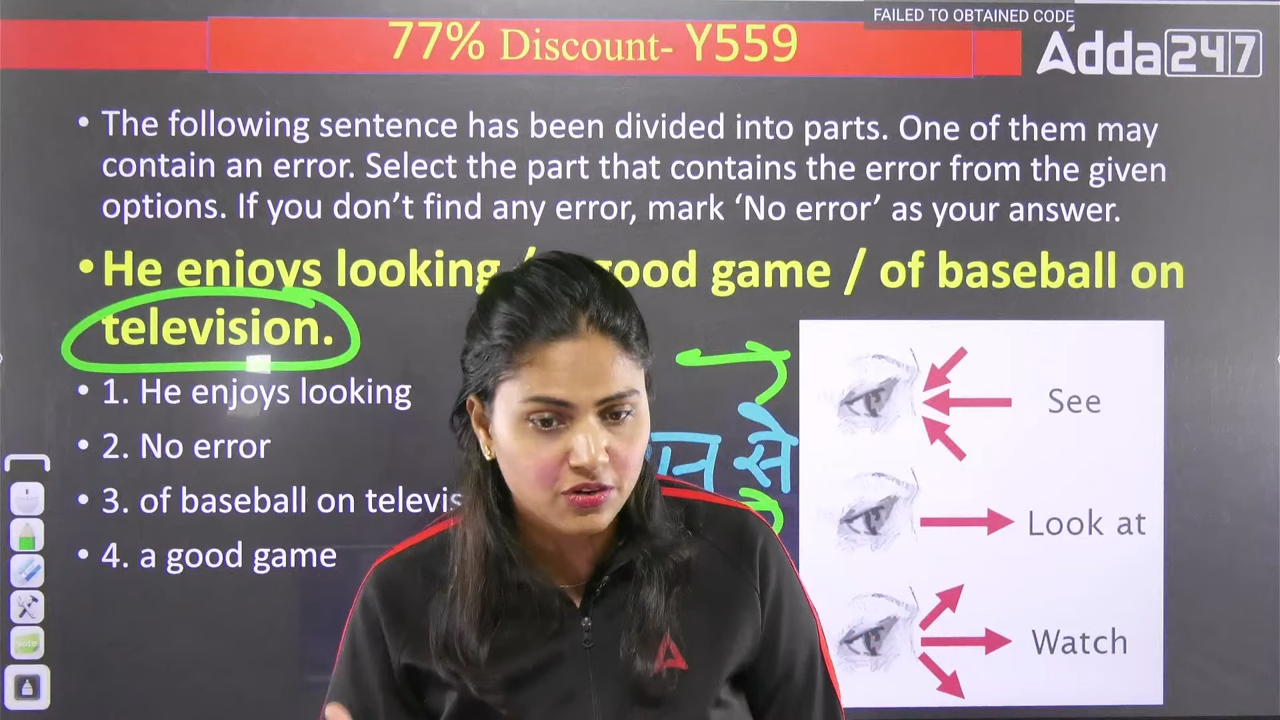 FAILED TO OBTAINED CODE
77% Discount- Y559
Adda247
• The following sentence has been divided into parts. One of them may
contain an error. Select the part that contains the error from the given
options. If you don't find any error, mark ‘No error’ as your answer.
• He enjoys looking / good game / of baseball on
television.
• 1. He enjoys looking
• 2. No error
• 3. of baseball on
• 4. a good game
से
See
Look at
Watch